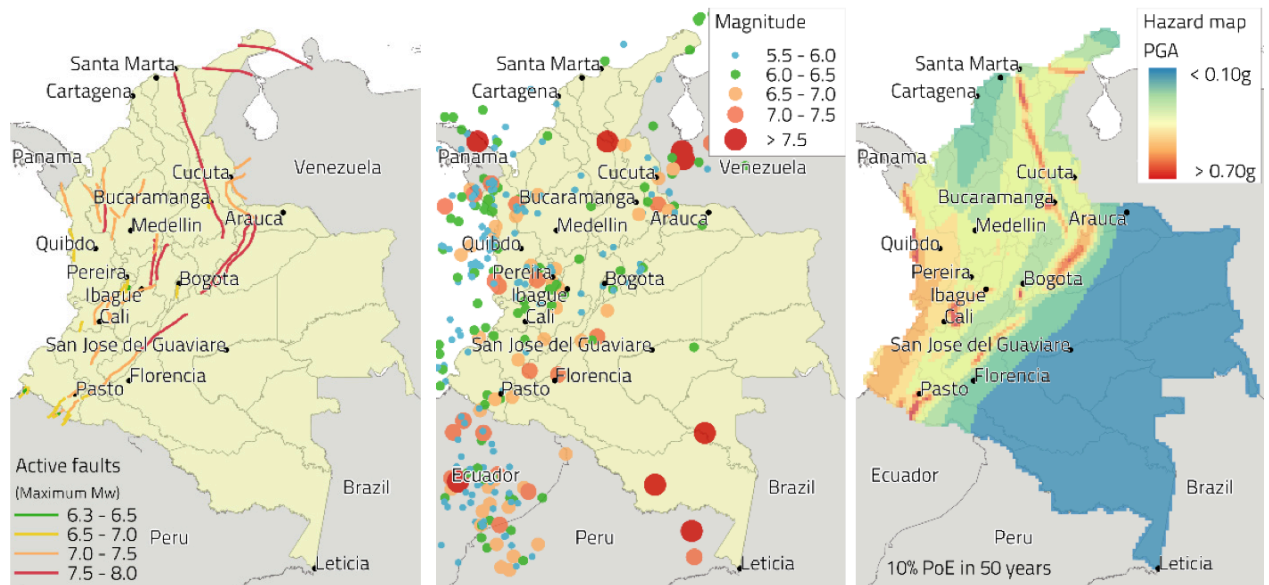 Santa Marta
Cartagena
Panama
Venezuela
Cucuta
Bucaramanga
Arauca
Medellin
Quibdo
Pereira
Bogota
Ibague
Cali
San Jose del Guaviare
Florencia
Pasto
Brazil
Peru
Leticia
Active faults
(Maximum Mw)
6.3 - 6.5
6.5 - 7.0
7.0 - 7.5
7.5 - 8.0
Magnitude
5.5 - 6.0
6.0 - 6.5
6.5 - 7.0
7.0 - 7.5
> 7.5
Santa Marta
Cartagena
Panama
Venezuela
Cucuta
Bucaramanga
Arauca
Medellin
Quibdo
Pereira
Bogota
Ibague
Cali
San Jose del Guaviare
Florencia
Pasto
Ecuador
Brazil
Peru
Leticia
Hazard map
PGA
< 0.10g
> 0.70g
Santa Marta
Cartagena
Panama
Venezuela
Cucuta
Bucaramanga
Arauca
Medellin
Quibdo
Pereira
Bogota
Ibague
Cali
San Jose del Guaviare
Florencia
Pasto
Ecuador
Brazil
Peru
10% PoE in 50 years
Leticia